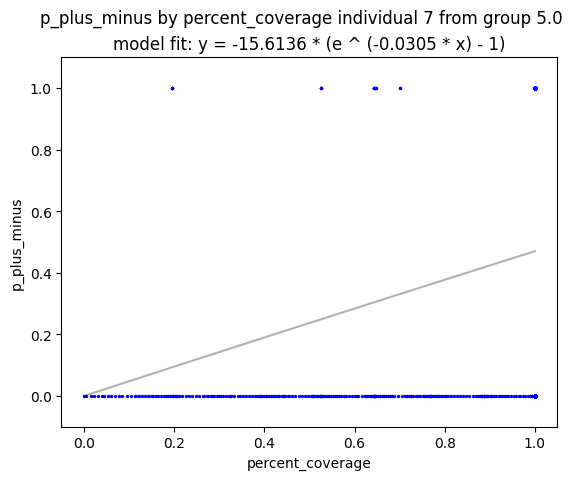 p_plus_minus by percent_coverage individual 7 from group 5.0
model fit: y = -15.6136 * (e ^ (-0.0305 * x) - 1)
1.0
0.8
0.6
0.4
0.2
0.0
p_plus_minus
0.0 0.2 0.4 0.6 0.8 1.0
percent_coverage